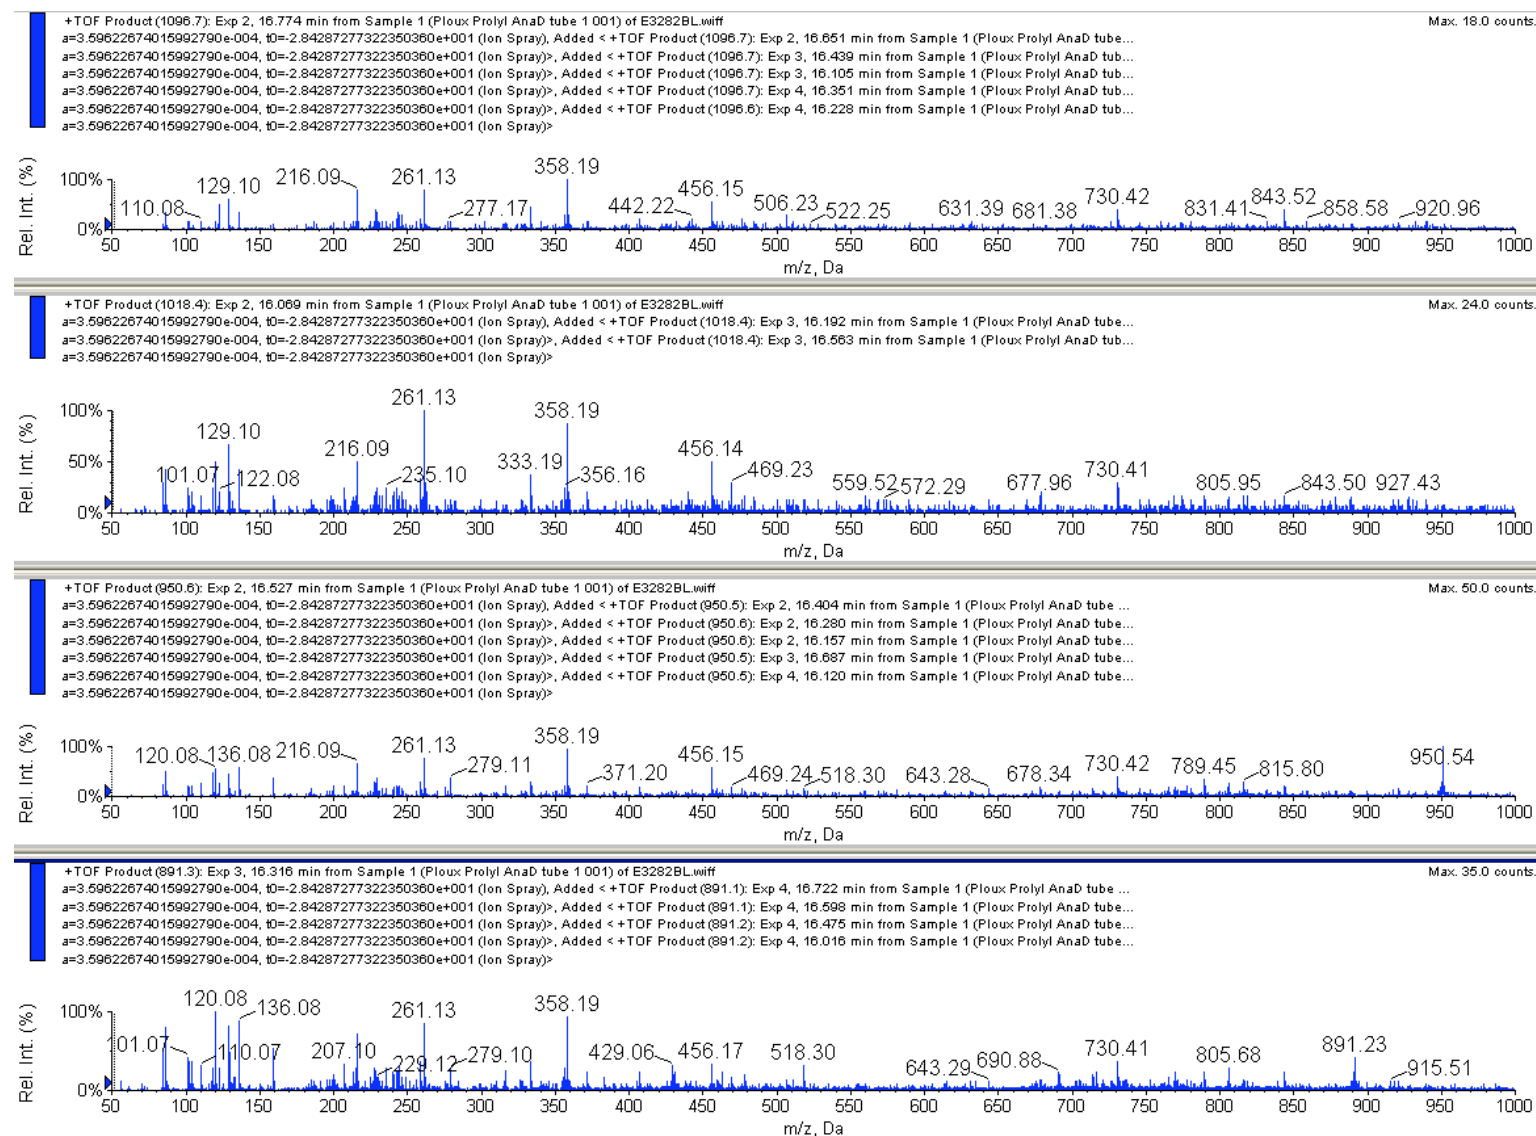 +TOF Product (1096.7): Exp 2, 16.774 min from Sample 1 (Ploux Prolyl AnaD tube 1 001) of E3282BL.wiff Max. 18.0 counts.
a=3.59622674015992790e-004, t0=-2.84287277322350360e+001 (Ion Spray), Added < +TOF Product (1096.7): Exp 2, 16.651 min from Sample 1 (Ploux Prolyl AnaD tube...
a=3.59622674015992790e-004, t0=-2.84287277322350360e+001 (Ion Spray)>, Added < +TOF Product (1096.7): Exp 3, 16.439 min from Sample 1 (Ploux Prolyl AnaD tub...
a=3.59622674015992790e-004, t0=-2.84287277322350360e+001 (Ion Spray)>, Added < +TOF Product (1096.7): Exp 3, 16.105 min from Sample 1 (Ploux Prolyl AnaD tub...
a=3.59622674015992790e-004, t0=-2.84287277322350360e+001 (Ion Spray)>, Added < +TOF Product (1096.7): Exp 4, 16.351 min from Sample 1 (Ploux Prolyl AnaD tub...
a=3.59622674015992790e-004, t0=-2.84287277322350360e+001 (Ion Spray)>, Added < +TOF Product (1096.6): Exp 4, 16.228 min from Sample 1 (Ploux Prolyl AnaD tub...
a=3.59622674015992790e-004, t0=-2.84287277322350360e+001 (Ion Spray)>
Rel. Int. (%)
100%
0%
110.08 129.10 216.09 261.13 277.17 358.19 442.22 456.15 506.23 522.25 631.39 681.38 730.42 831.41 843.52 858.58 920.96
50 100 150 200 250 300 350 400 450 500 550 600 650 700 750 800 850 900 950 1000
m/z, Da
+TOF Product (1018.4): Exp 2, 16.069 min from Sample 1 (Ploux Prolyl AnaD tube 1 001) of E3282BL.wiff Max. 24.0 counts.
a=3.59622674015992790e-004, t0=-2.84287277322350360e+001 (Ion Spray), Added < +TOF Product (1018.4): Exp 3, 16.192 min from Sample 1 (Ploux Prolyl AnaD tube...
a=3.59622674015992790e-004, t0=-2.84287277322350360e+001 (Ion Spray)>, Added < +TOF Product (1018.4): Exp 3, 16.563 min from Sample 1 (Ploux Prolyl AnaD tub...
a=3.59622674015992790e-004, t0=-2.84287277322350360e+001 (Ion Spray)>
Rel. Int. (%)
100%
50%
0%
101.07 122.08 129.10 216.09 235.10 261.13 333.19 358.19 356.16 456.14 469.23 559.52 572.29 677.96 730.41 805.95 843.50 927.43
50 100 150 200 250 300 350 400 450 500 550 600 650 700 750 800 850 900 950 1000
m/z, Da
+TOF Product (950.6): Exp 2, 16.527 min from Sample 1 (Ploux Prolyl AnaD tube 1 001) of E3282BL.wiff Max. 50.0 counts.
a=3.59622674015992790e-004, t0=-2.84287277322350360e+001 (Ion Spray), Added < +TOF Product (950.5): Exp 2, 16.404 min from Sample 1 (Ploux Prolyl AnaD tube ...
a=3.59622674015992790e-004, t0=-2.84287277322350360e+001 (Ion Spray)>, Added < +TOF Product (950.6): Exp 2, 16.280 min from Sample 1 (Ploux Prolyl AnaD tube...
a=3.59622674015992790e-004, t0=-2.84287277322350360e+001 (Ion Spray)>, Added < +TOF Product (950.6): Exp 2, 16.157 min from Sample 1 (Ploux Prolyl AnaD tube...
a=3.59622674015992790e-004, t0=-2.84287277322350360e+001 (Ion Spray)>, Added < +TOF Product (950.5): Exp 3, 16.687 min from Sample 1 (Ploux Prolyl AnaD tube...
a=3.59622674015992790e-004, t0=-2.84287277322350360e+001 (Ion Spray)>, Added < +TOF Product (950.5): Exp 4, 16.120 min from Sample 1 (Ploux Prolyl AnaD tube...
a=3.59622674015992790e-004, t0=-2.84287277322350360e+001 (Ion Spray)>
Rel. Int. (%)
100%
0%
120.08 136.08 216.09 261.13 279.11 358.19 371.20 456.15 469.24 518.30 643.28 678.34 730.42 789.45 815.80 950.54
50 100 150 200 250 300 350 400 450 500 550 600 650 700 750 800 850 900 950 1000
m/z, Da
+TOF Product (891.3): Exp 3, 16.316 min from Sample 1 (Ploux Prolyl AnaD tube 1 001) of E3282BL.wiff Max. 35.0 counts.
a=3.59622674015992790e-004, t0=-2.84287277322350360e+001 (Ion Spray), Added < +TOF Product (891.1): Exp 4, 16.722 min from Sample 1 (Ploux Prolyl AnaD tube ...
a=3.59622674015992790e-004, t0=-2.84287277322350360e+001 (Ion Spray)>, Added < +TOF Product (891.1): Exp 4, 16.598 min from Sample 1 (Ploux Prolyl AnaD tube...
a=3.59622674015992790e-004, t0=-2.84287277322350360e+001 (Ion Spray)>, Added < +TOF Product (891.2): Exp 4, 16.475 min from Sample 1 (Ploux Prolyl AnaD tube...
a=3.59622674015992790e-004, t0=-2.84287277322350360e+001 (Ion Spray)>, Added < +TOF Product (891.2): Exp 4, 16.016 min from Sample 1 (Ploux Prolyl AnaD tube...
a=3.59622674015992790e-004, t0=-2.84287277322350360e+001 (Ion Spray)>
Rel. Int. (%)
100%
0%
101.07 120.08 110.07 136.08 207.10 229.12 261.13 279.10 358.19 429.06 456.17 518.30 643.29 690.88 730.41 805.68 891.23 915.51
50 100 150 200 250 300 350 400 450 500 550 600 650 700 750 800 850 900 950 1000
m/z, Da